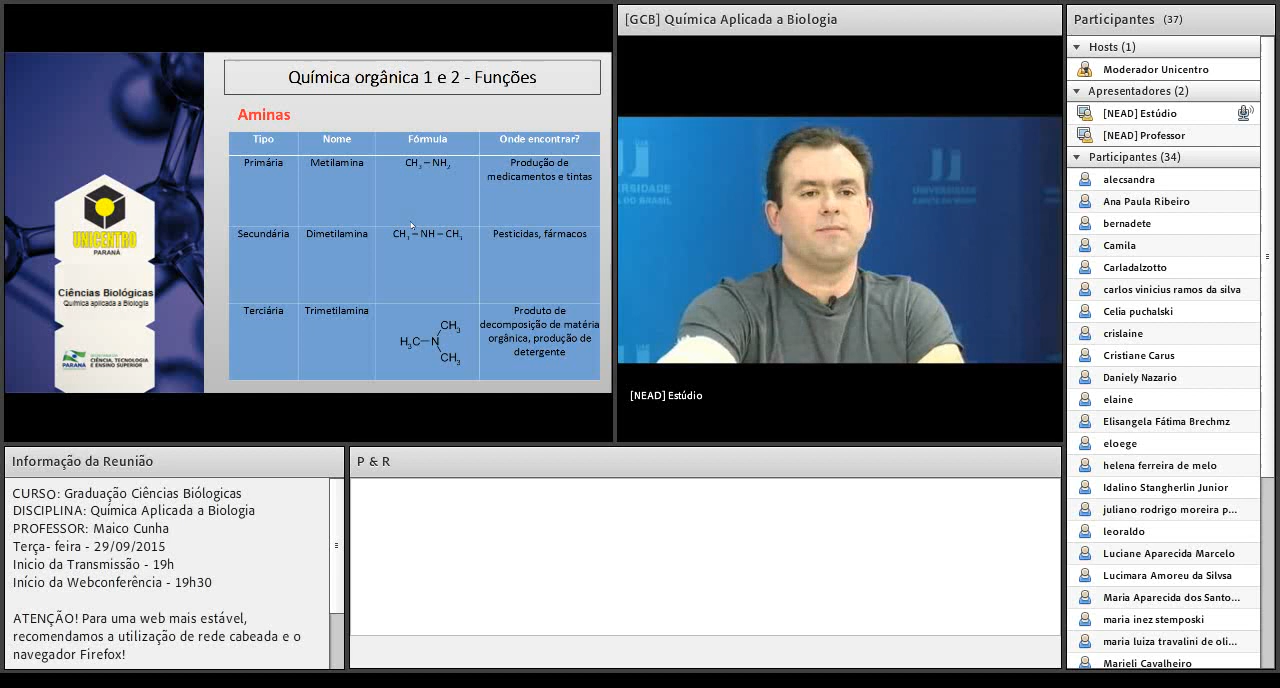 Química orgânica 1 e 2 - Funções
Aminas
Tipo Nome Fórmula Onde encontrar?
Primária Metilamina CH₃ – NH₂ Produção de
medicamentos e tintas
Secundária Dimetilamina CH₃ – NH – CH₃ Pesticidas, fármacos
Terciária Trimetilamina Produto de
decomposição de matéria
orgânica, produção de
detergente
CH₃
H₃C–N
CH₃
UNICENTRO
PARANÁ
Ciências Biológicas
Química aplicada a Biologia
PARANÁ
CIÊNCIA, TECNOLOGIA
E ENSINO SUPERIOR
[GCB] Química Aplicada a Biologia
UNIVERSIDADE
[NEAD] Estúdio
Participantes (37)
Hosts (1)
Moderador Unicentro
Apresentadores (2)
[NEAD] Estúdio
[NEAD] Professor
Participantes (34)
alecsandra
Ana Paula Ribeiro
bernadete
Camila
Carladalzotto
carlos vinicius ramos da silva
Celia puchalski
crislaine
Cristiane Carus
Daniely Nazario
elaine
Elisangela Fátima Brechmz
eloege
helena ferreira de melo
Idalino Stangherlin Junior
juliano rodrigo moreira p...
leoraldo
Luciane Aparecida Marcelo
Lucimara Amoreu da Silvsa
Maria Aparecida dos Santo...
maria inez stemposki
maria luiza travalini de oli...
Marieli Cavalheiro
Informação da Reunião
CURSO: Graduação Ciências Biólogicas
DISCIPLINA: Química Aplicada a Biologia
PROFESSOR: Maico Cunha
Terça- feira - 29/09/2015
Inicio da Transmissão - 19h
Início da Webconferência - 19h30
ATENÇÃO! Para uma web mais estável,
recomendamos a utilização de rede cabeada e o
navegador Firefox!
P & R